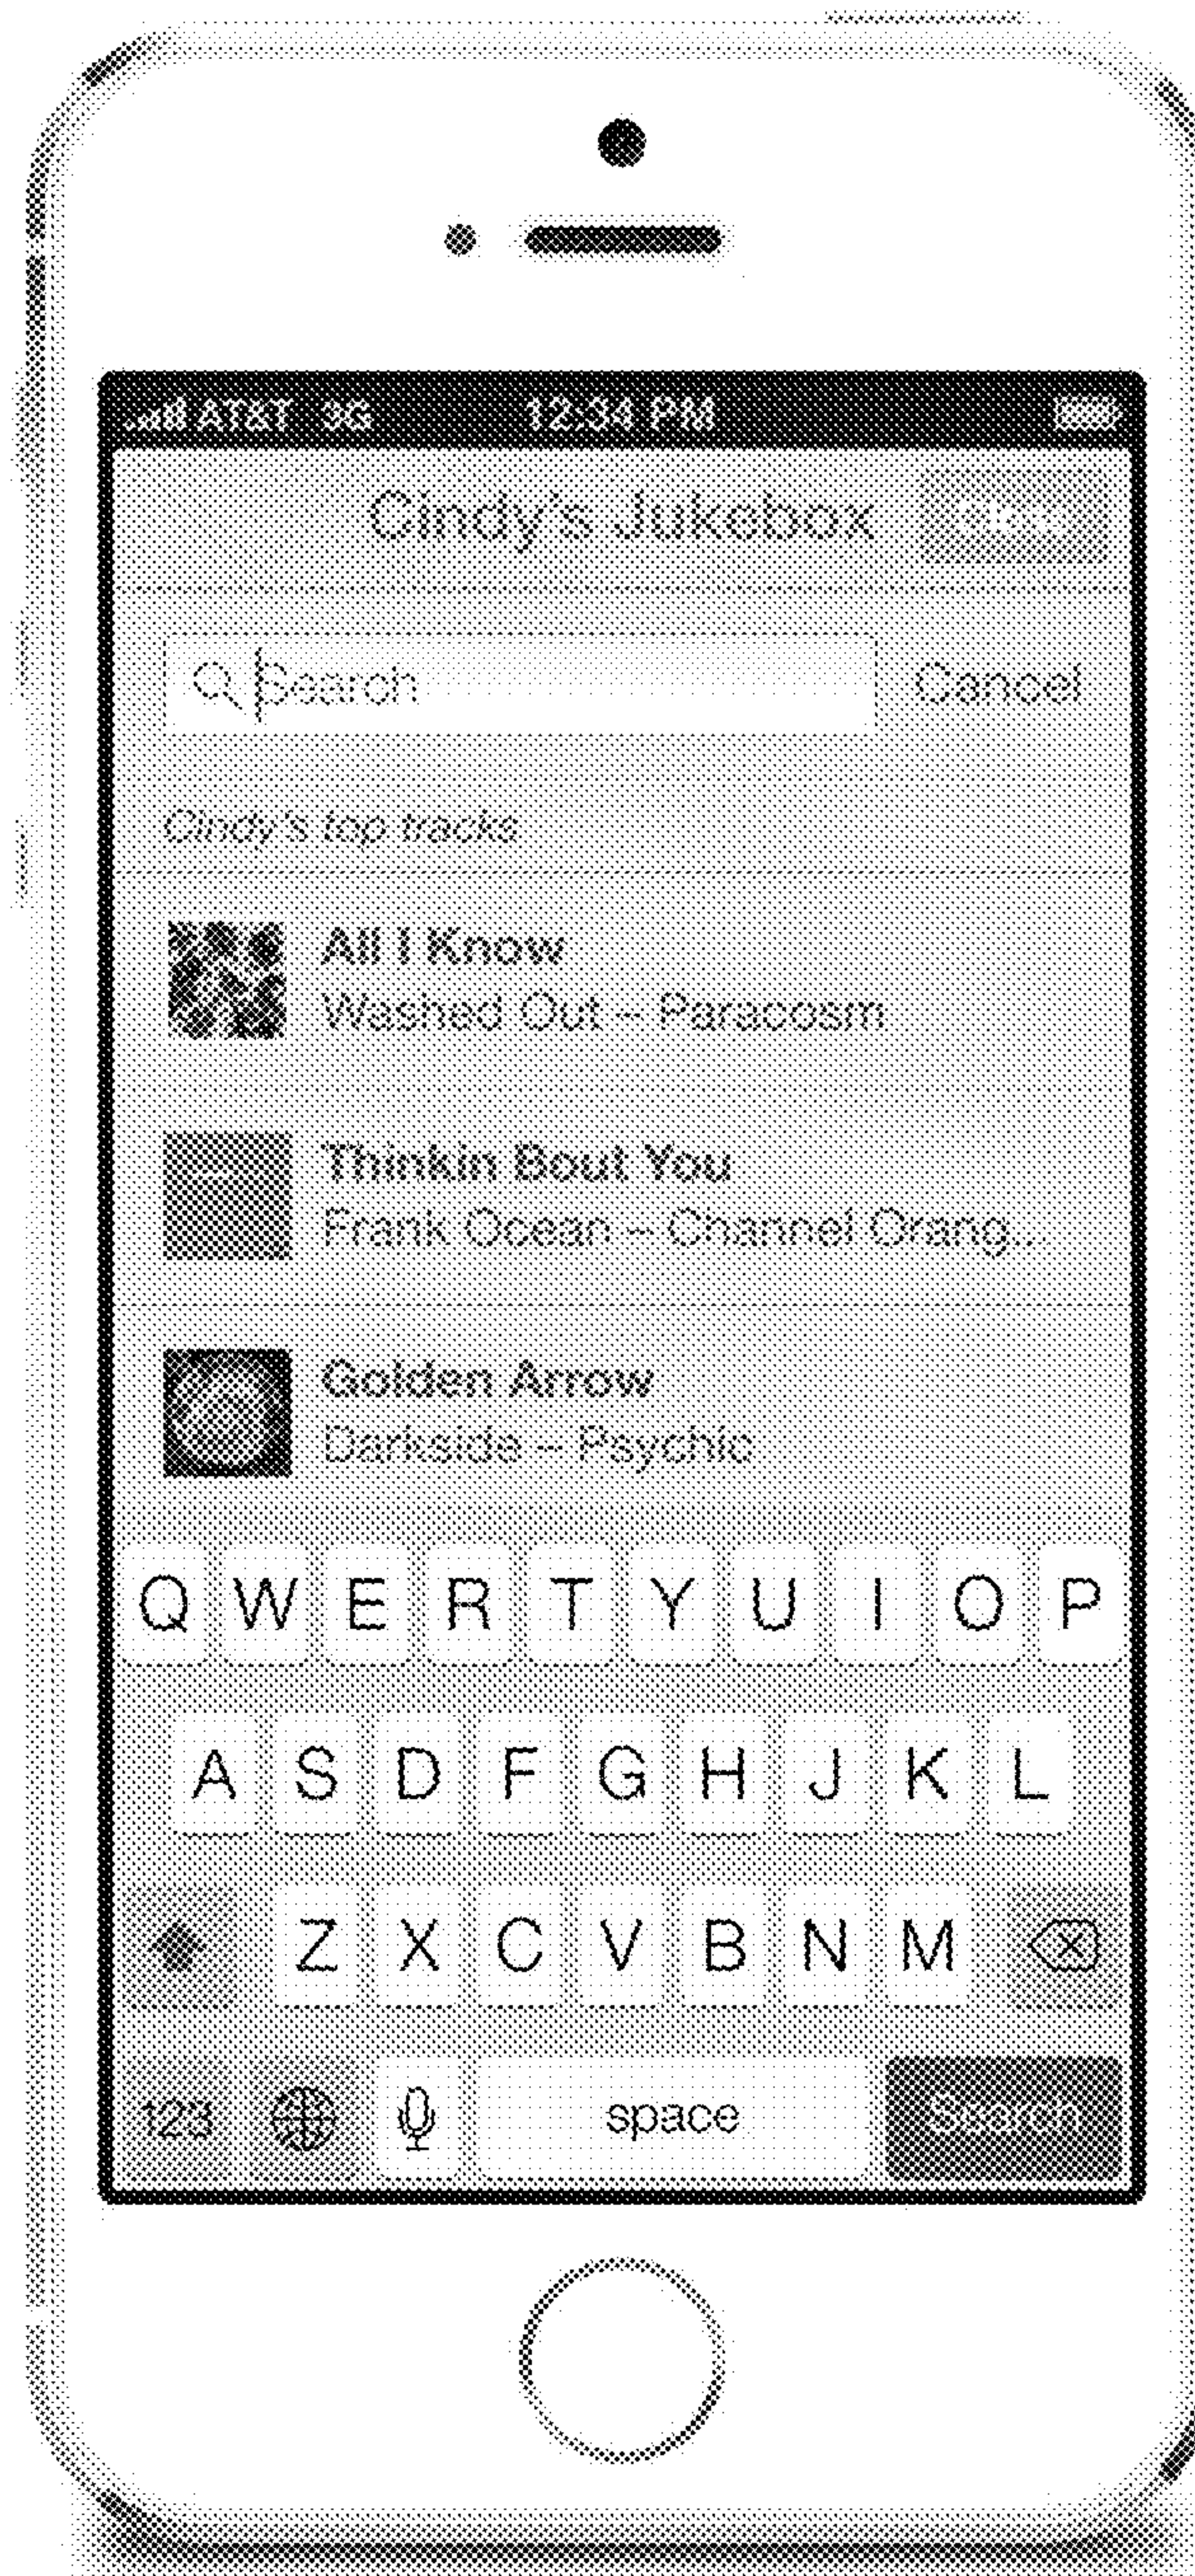 AT&T 3G 12:34 PM
Cindy's Jukebox
Search Cancel
Cindy's top tracks
All I Know
Washed Out – Paracosm
Thinkin Bout You
Frank Ocean – Channel Orang...
Golden Arrow
Darkside – Psychic
Q W E R T Y U I O P
A S D F G H J K L
Z X C V B N M
123 space Search